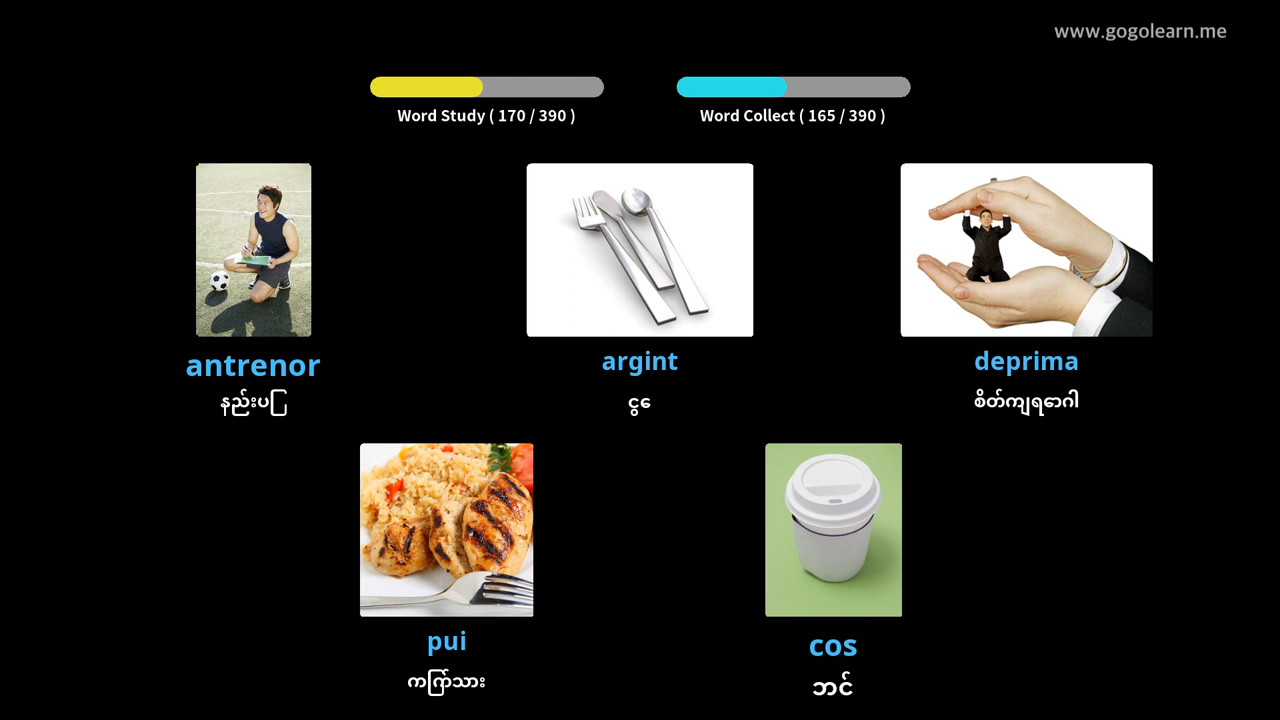 www.gogolearn.me
Word Study ( 170 / 390 )
Word Collect ( 165 / 390 )
antrenor
နည်းပြ
argint
ငွေ
deprima
စိတ်ကျရောဂါ
pui
ကြက်သား
cos
ဘင်